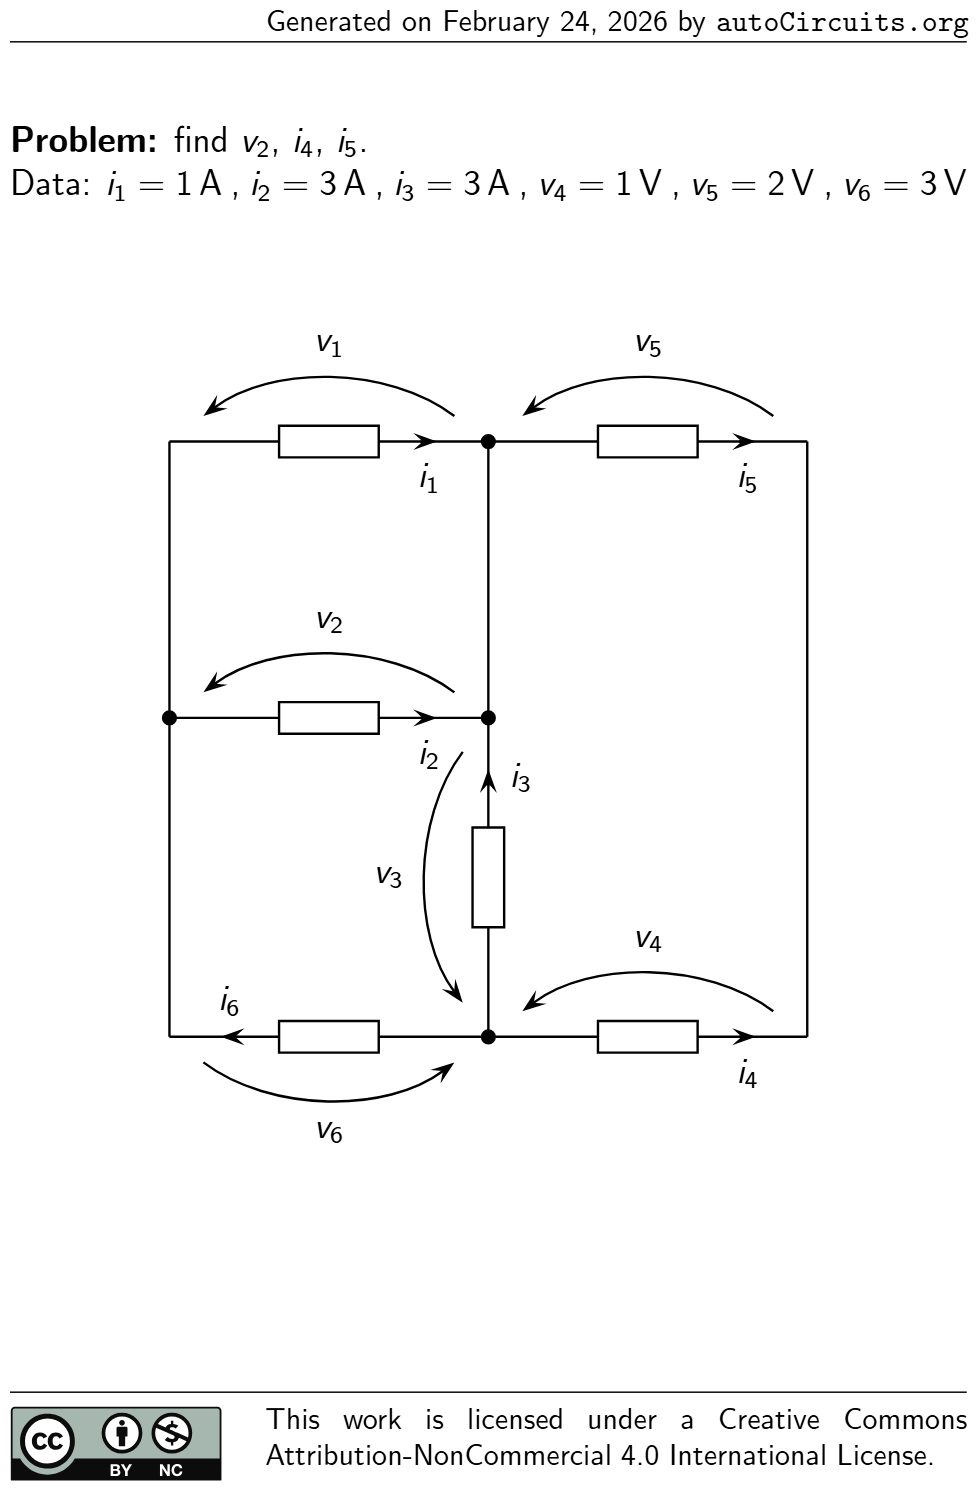 Generated on February 24, 2026 by autoCircuits.org
Problem: find v2, i4, i5.
Data: i1 = 1 A , i2 = 3 A , i3 = 3 A , v4 = 1 V , v5 = 2 V , v6 = 3 V
v1
v5
i1
i5
v2
i2
i3
v3
v4
i6
i4
v6
This work is licensed under a Creative Commons
Attribution-NonCommercial 4.0 International License.
cc
BY NC